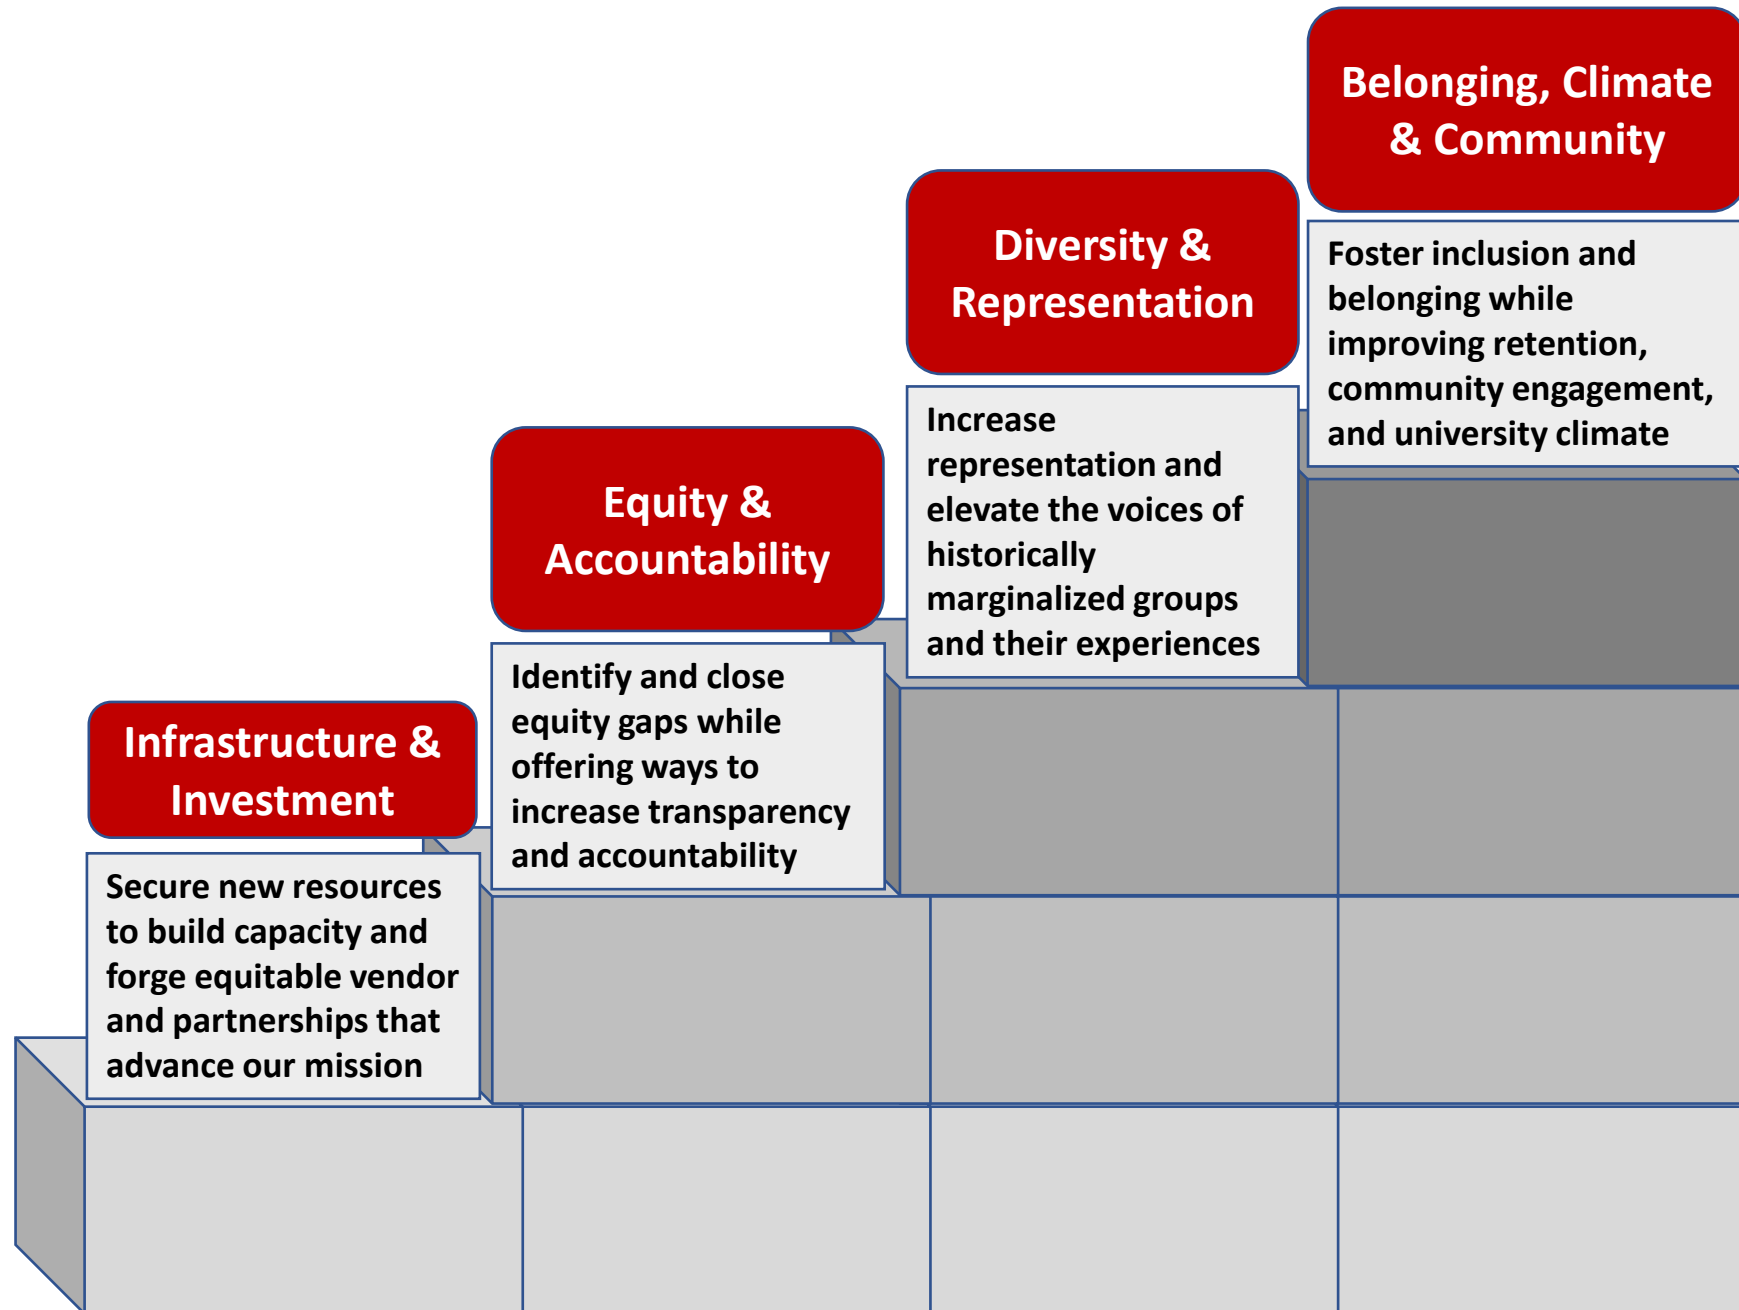 Belonging, Climate
& Community
Foster inclusion and
belonging while
improving retention,
community engagement,
and university climate
Diversity &
Representation
Increase
representation and
elevate the voices of
historically
marginalized groups
and their experiences
Equity &
Accountability
Identify and close
equity gaps while
offering ways to
increase transparency
and accountability
Infrastructure &
Investment
Secure new resources
to build capacity and
forge equitable vendor
and partnerships that
advance our mission